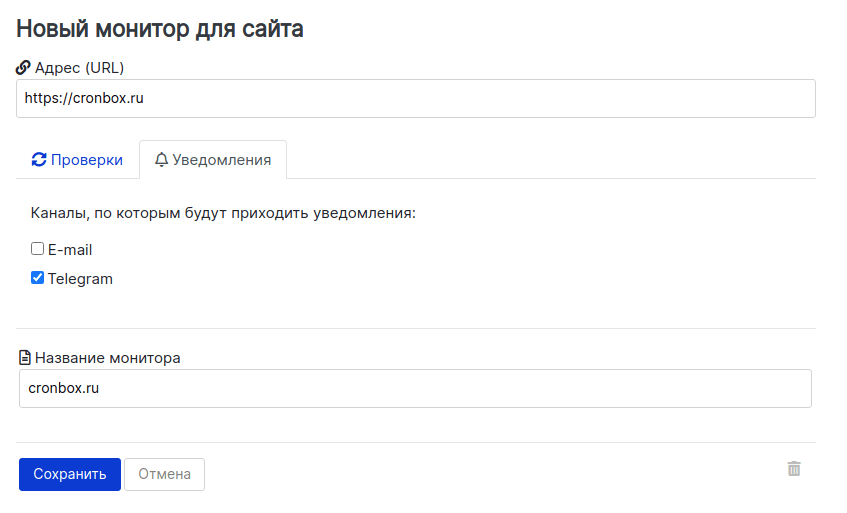 Новый монитор для сайта
Адрес (URL)
https://cronbox.ru
Проверки Уведомления
Каналы, по которым будут приходить уведомления:
E-mail
Telegram
Название монитора
cronbox.ru
Сохранить Отмена